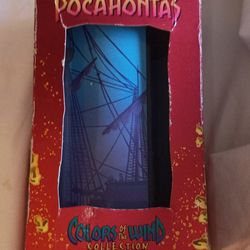 POCAHONTAS
COLORS OF THE WIND
COLLECTION